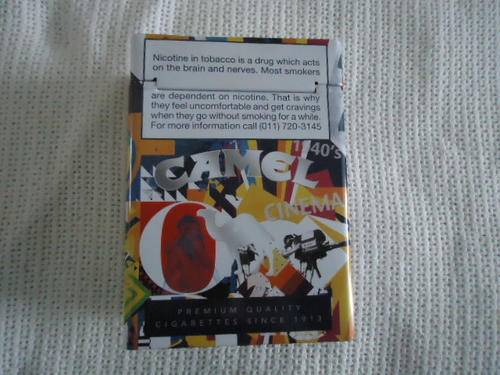 Nicotine in tobacco is a drug which acts
on the brain and nerves. Most smokers
are dependent on nicotine. That is why
they feel uncomfortable and get cravings
when they go without smoking for a while.
For more information call (011) 720-3145
1940's
CAMEL
CINEMA
PREMIUM QUALITY
CIGARETTES SINCE 1913